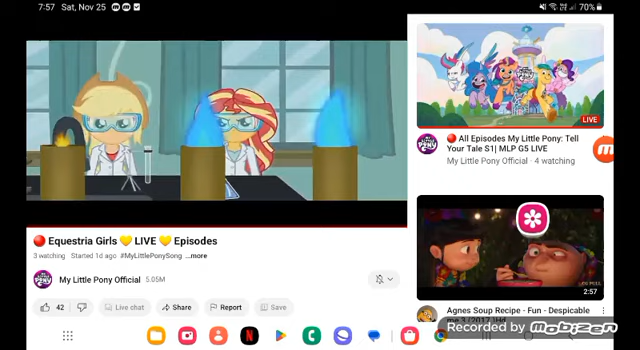 7:57 Sat, Nov 25
70%
LIVE
🔴 All Episodes My Little Pony: Tell
Your Tale S1| MLP G5 LIVE
My Little Pony Official · 4 watching
🔴 Equestria Girls 💛 LIVE 💛 Episodes
3 watching Started 1d ago #MyLittlePonySong ...more
My Little Pony Official 5.05M
42
Live chat
Share
Report
Save
2:57
Agnes Soup Recipe - Fun - Despicable
me 3 (2017)
Recorded by Mobizen